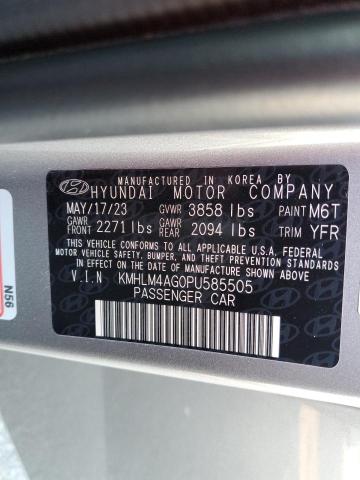 MANUFACTURED IN KOREA BY
HYUNDAI MOTOR COMPANY
MAY/17/23 GVWR 3858 lbs PAINT M6T
GAWR FRONT 2271 lbs GAWR REAR 2094 lbs TRIM YFR
THIS VEHICLE CONFORMS TO ALL APPLICABLE U.S.A. FEDERAL
MOTOR VEHICLE SAFETY, BUMPER, AND THEFT PREVENTION STANDARDS
IN EFFECT ON THE DATE OF MANUFACTURE SHOWN ABOVE.
V.I.N KMHLM4AG0PU585505
PASSENGER CAR
N56